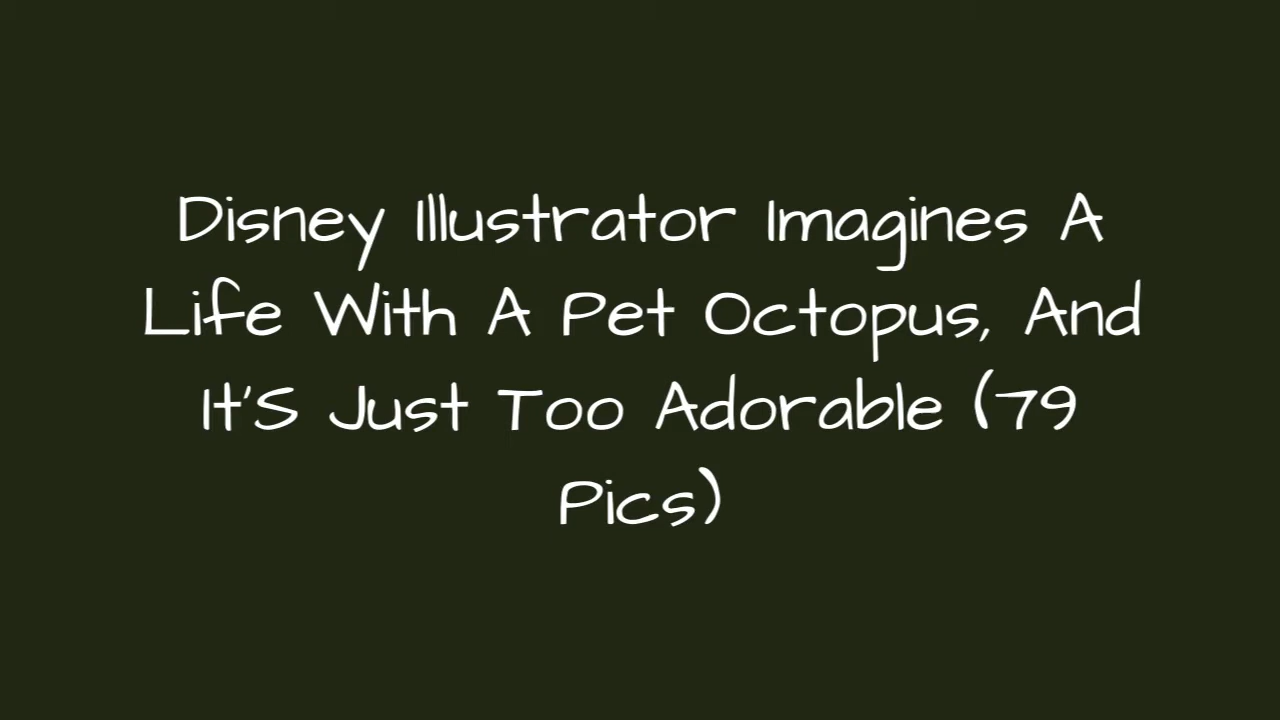 Disney Illustrator Imagines A
Life With A Pet Octopus, And
It'S Just Too Adorable (79
Pics)